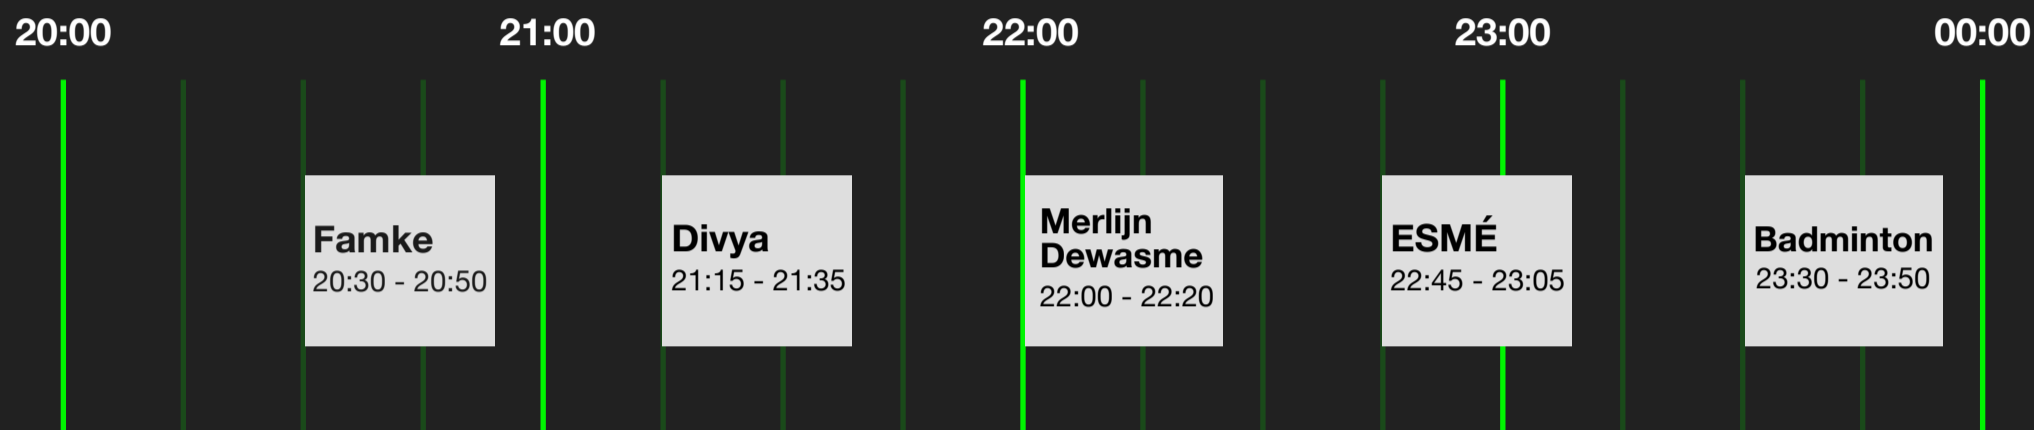 20:00 21:00 22:00 23:00 00:00
Famke
20:30 - 20:50
Divya
21:15 - 21:35
Merlijn
Dewasme
22:00 - 22:20
ESMÉ
22:45 - 23:05
Badminton
23:30 - 23:50